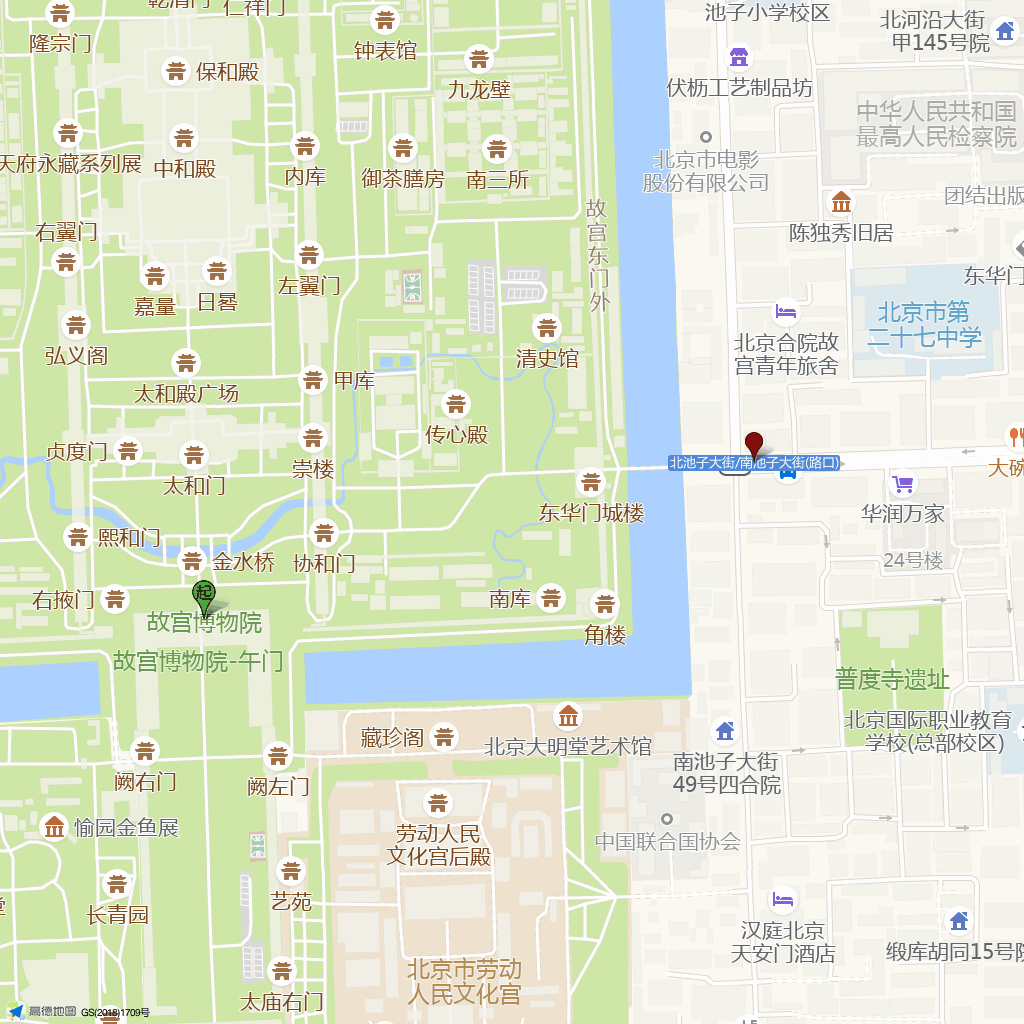 池子小学校区
北河沿大街
甲145号院
隆宗门
仁祥门
钟表馆
保和殿
九龙壁
伏枥工艺制品坊
中华人民共和国
最高人民检察院
北京市电影
股份有限公司
天府永藏系列展
中和殿
内库
御茶膳房
南三所
团结出版
故宫东门外
陈独秀旧居
右翼门
左翼门
东华门
嘉量
日晷
北京市第
二十七中学
弘义阁
清史馆
北京合院故
宫青年旅舍
太和殿广场
甲库
传心殿
贞度门
太和门
崇楼
北池子大街/南池子大街(路口)
大碗
东华门城楼
华润万家
熙和门
金水桥
协和门
24号楼
起
右掖门
南库
故宫博物院
角楼
故宫博物院-午门
普度寺遗址
藏珍阁
北京大明堂艺术馆
北京国际职业教育
学校(总部校区)
南池子大街
49号四合院
阙右门
阙左门
愉园金鱼展
劳动人民
文化宫后殿
中国联合国协会
长青园
艺苑
汉庭北京
天安门酒店
缎库胡同15号院
北京市劳动
人民文化宫
太庙右门
高德地图 GS(2018)1709号